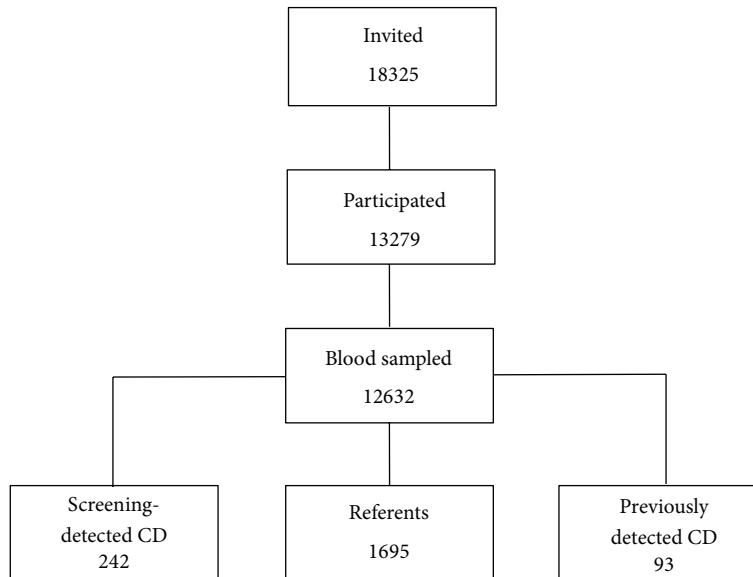 Invited
18325
Participated
13279
Blood sampled
12632
Screening-
detected CD
242
Referents
1695
Previously
detected CD
93